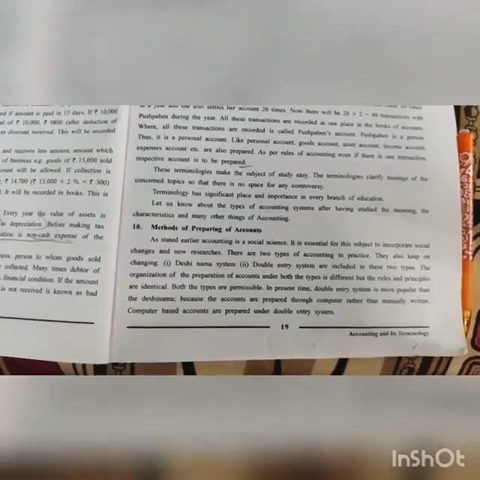 d if amount is paid in 15 days. If ₹ 10,000
of ₹ 10,000. ₹ 9800 (after deduction of
as discount received. This will be recorded
and receives less amount, amount which
of business e.g. goods of ₹ 15,000 sold
count will be allowed. If collection is
₹ 14,700 (₹ 15,000 × 2 % = ₹ 300)
It will be recorded in books. This is
Every year the value of assets is
depreciation. Before making tax
ation is non-cash expense of the
ness, person to whom goods sold
collected. Many times debtor of
financial condition. If the amount
is not received is known as bad
also settles her account 20 times. Now there will be 20 × 2 = 40 transactions with
Pushpaben during the year. All these transactions are recorded at one place in the books of accounts.
Where, all these transactions are recorded is called Pushpaben's account. Pushpaben is a person.
Thus, it is a personal account. Like personal account, goods account, asset account, income account,
expenses account etc. are also prepared. As per rules of accounting even if there is one transaction,
respective account is to be prepared.
These terminologies make the subject of study easy. The terminologies clarify meanings of the
concerned topics so that there is no space for any controversy.
Terminology has significant place and importance in every branch of education.
Let us know about the types of accounting systems after having studied the meaning, the
characteristics and many other things of Accounting.
10. Methods of Preparing of Accounts
As stated earlier accounting is a social science. It is essential for this subject to incorporate social
changes and new researches. There are two types of accounting in practice. They also keep on
changing. (i) Deshi nama system (ii) Double entry system are included in these two types. The
organization of the preparation of accounts under both the types is different but the rules and principles
are identical. Both the types are permissible. In present time, double entry system is more popular than
the deshinama; because the accounts are prepared through computer rather than manually written.
Computer based accounts are prepared under double entry system.
19
Accounting and Its Terminology
InShOt